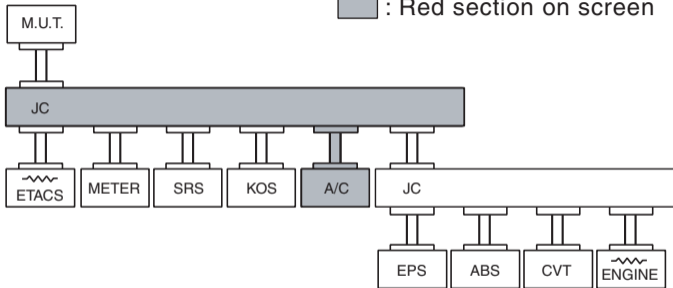 : Red section on screen
M.U.T.
JC
ETACS
METER
SRS
KOS
A/C
JC
EPS
ABS
CVT
ENGINE